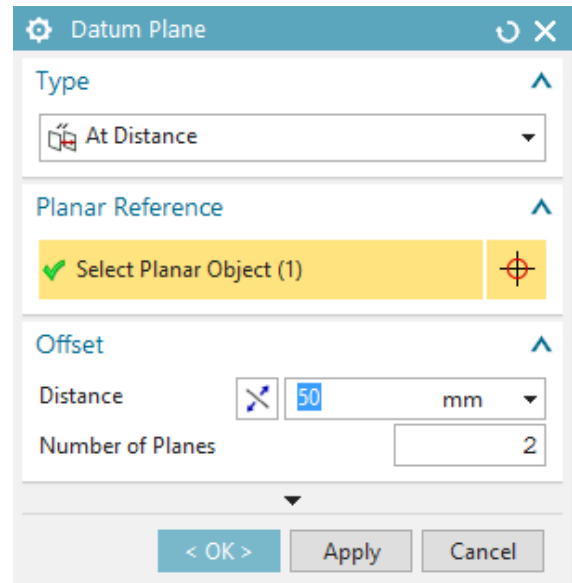 Datum Plane
Type
At Distance
Planar Reference
Select Planar Object (1)
Offset
Distance 50 mm
Number of Planes 2
< OK > Apply Cancel